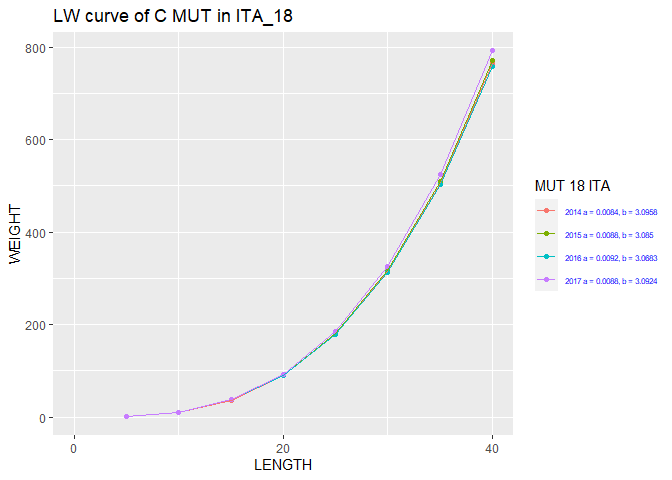 LW curve of C MUT in ITA_18
800
600
400
200
0
WEIGHT
0 20 40
LENGTH
MUT 18 ITA
2014 a = 0.0084, b = 3.0958
2015 a = 0.0088, b = 3.085
2016 a = 0.0092, b = 3.0683
2017 a = 0.0088, b = 3.0924